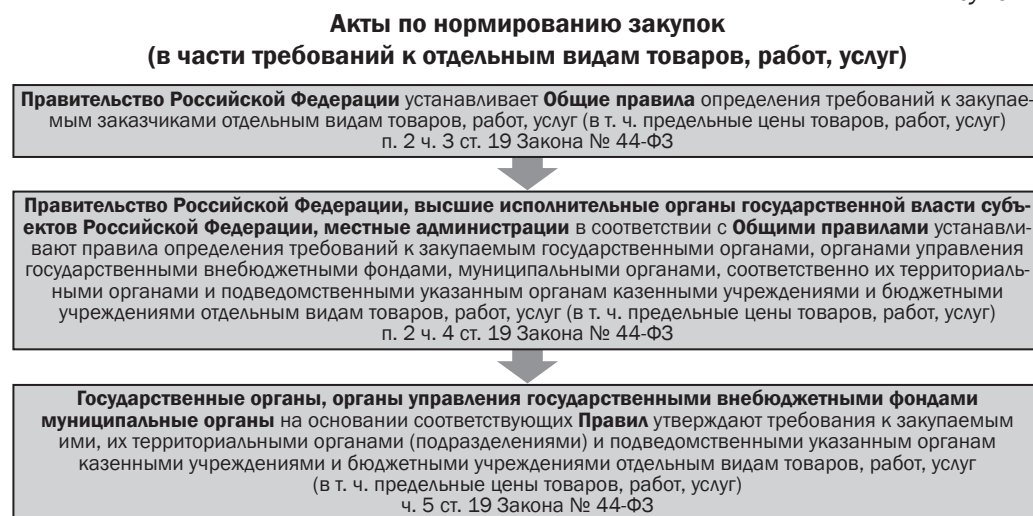 Акты по нормированию закупок
(в части требований к отдельным видам товаров, работ, услуг)
Правительство Российской Федерации устанавливает Общие правила определения требований к закупае-
мым заказчиками отдельным видам товаров, работ, услуг (в т. ч. предельные цены товаров, работ, услуг)
п. 2 ч. 3 ст. 19 Закона № 44-ФЗ
Правительство Российской Федерации, высшие исполнительные органы государственной власти субъ-
ектов Российской Федерации, местные администрации в соответствии с Общими правилами устанавли-
вают правила определения требований к закупаемым государственными органами, органами управления
государственными внебюджетными фондами, муниципальными органами, соответственно их территориаль-
ными органами и подведомственными указанным органам казенными учреждениями и бюджетными
учреждениями отдельным видам товаров, работ, услуг (в т. ч. предельные цены товаров, работ, услуг)
п. 2 ч. 4 ст. 19 Закона № 44-ФЗ
Государственные органы, органы управления государственными внебюджетными фондами
муниципальные органы на основании соответствующих Правил утверждают требования к закупаемым
ими, их территориальными органами (подразделениями) и подведомственными указанным органам
казенными учреждениями и бюджетными учреждениями отдельным видам товаров, работ, услуг
(в т. ч. предельные цены товаров, работ, услуг)
ч. 5 ст. 19 Закона № 44-ФЗ